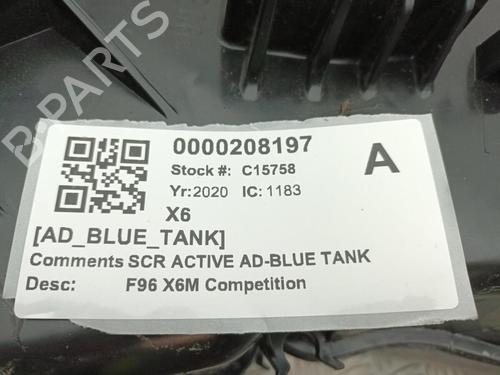 B-PARTS
0000208197
A
Stock #: C15758
Yr:2020 IC:1183
X6
[AD_BLUE_TANK]
Comments SCR ACTIVE AD-BLUE TANK
Desc: F96 X6M Competition